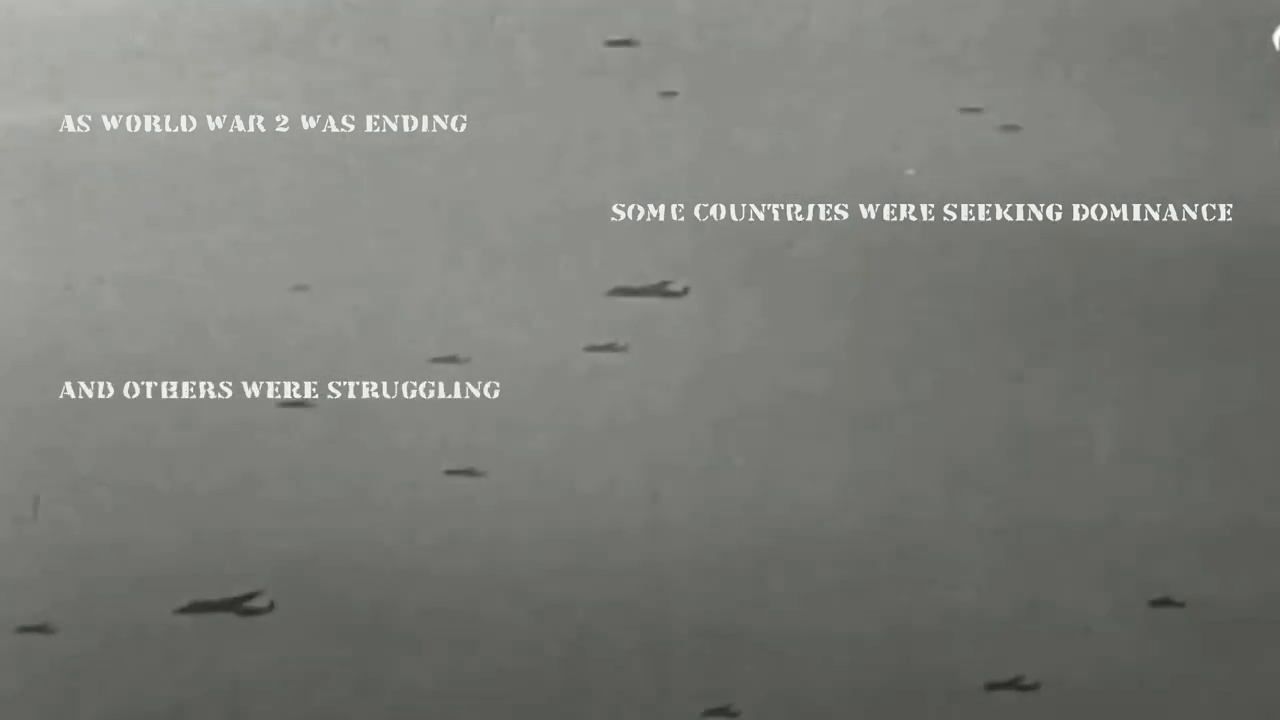 AS WORLD WAR 2 WAS ENDING
SOME COUNTRIES WERE SEEKING DOMINANCE
AND OTHERS WERE STRUGGLING